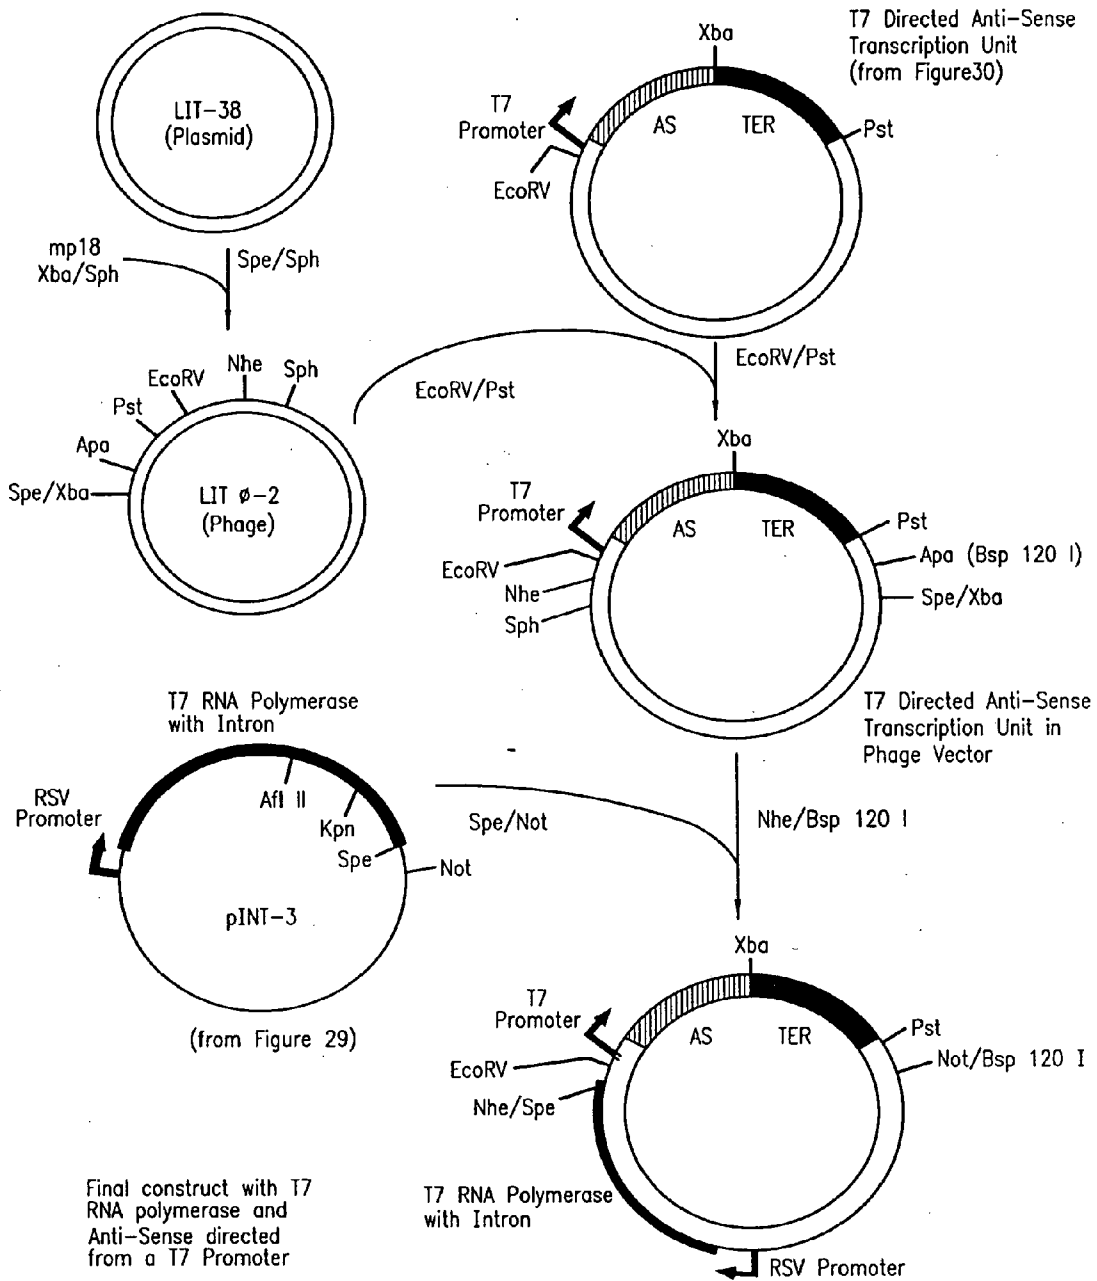 LIT-38
(Plasmid)
mp18
Xba/Sph
Spe/Sph
T7 Directed Anti-Sense
Transcription Unit
(from Figure30)
Xba
T7
Promoter
AS
TER
Pst
EcoRV
EcoRV/Pst
EcoRV/Pst
Nhe
Sph
EcoRV
Pst
Apa
Spe/Xba
LIT ø-2
(Phage)
Xba
T7
Promoter
AS
TER
Pst
Apa (Bsp 120 I)
Spe/Xba
EcoRV
Nhe
Sph
T7 Directed Anti-Sense
Transcription Unit in
Phage Vector
T7 RNA Polymerase
with Intron
RSV
Promoter
Afl II
Kpn
Spe
Not
pINT-3
(from Figure 29)
Spe/Not
Nhe/Bsp 120 I
Xba
T7
Promoter
AS
TER
Pst
Not/Bsp 120 I
EcoRV
Nhe/Spe
T7 RNA Polymerase
with Intron
RSV Promoter
Final construct with T7
RNA polymerase and
Anti-Sense directed
from a T7 Promoter